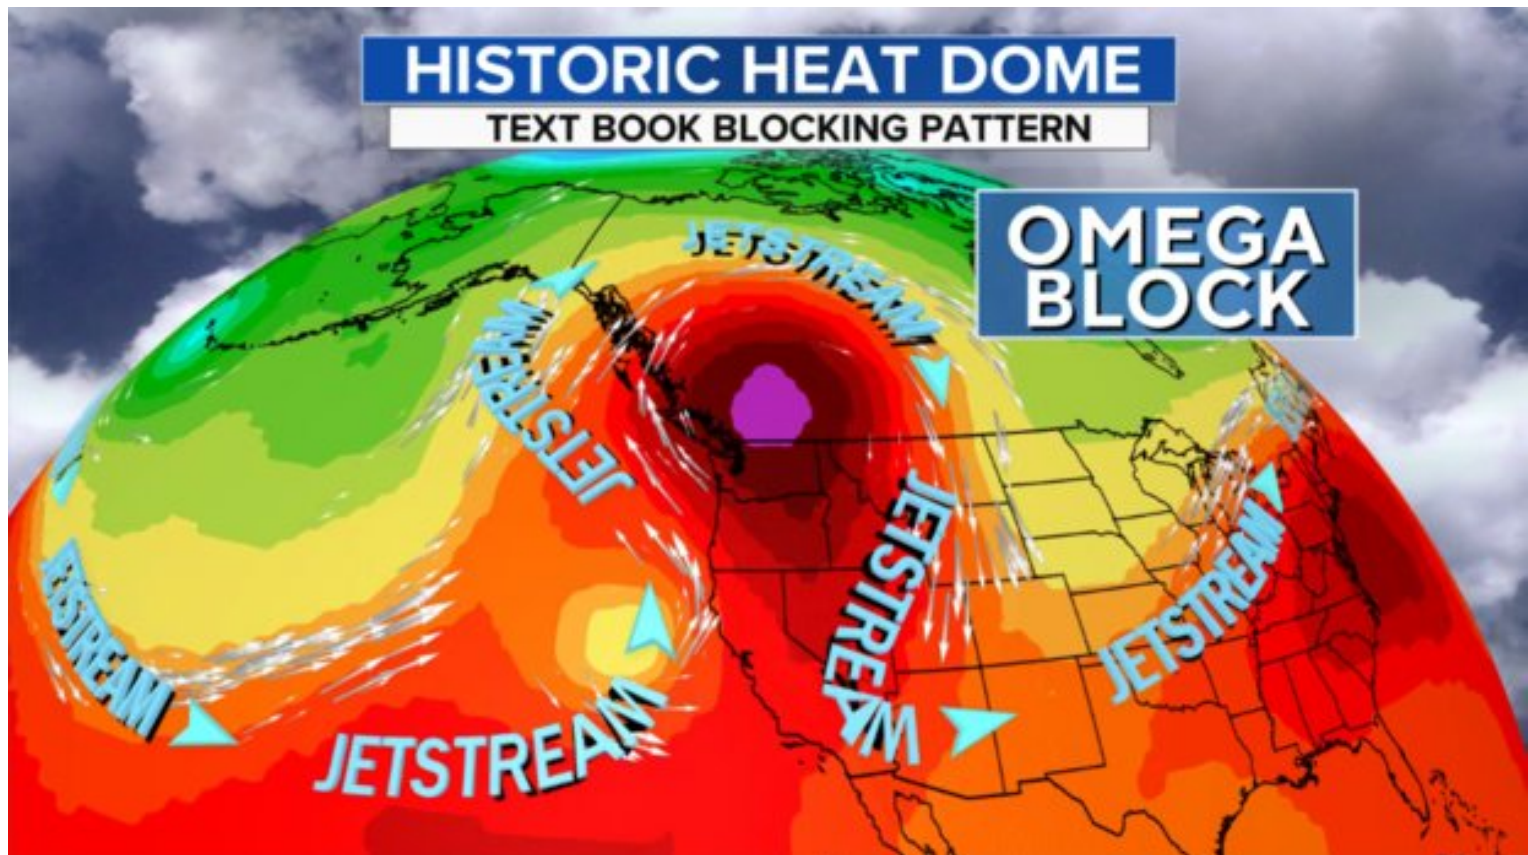 HISTORIC HEAT DOME
TEXT BOOK BLOCKING PATTERN
OMEGA
BLOCK
JETSTREAM
JETSTREAM
JETSTREAM
JETSTREAM
JETSTREAM
JETSTREAM